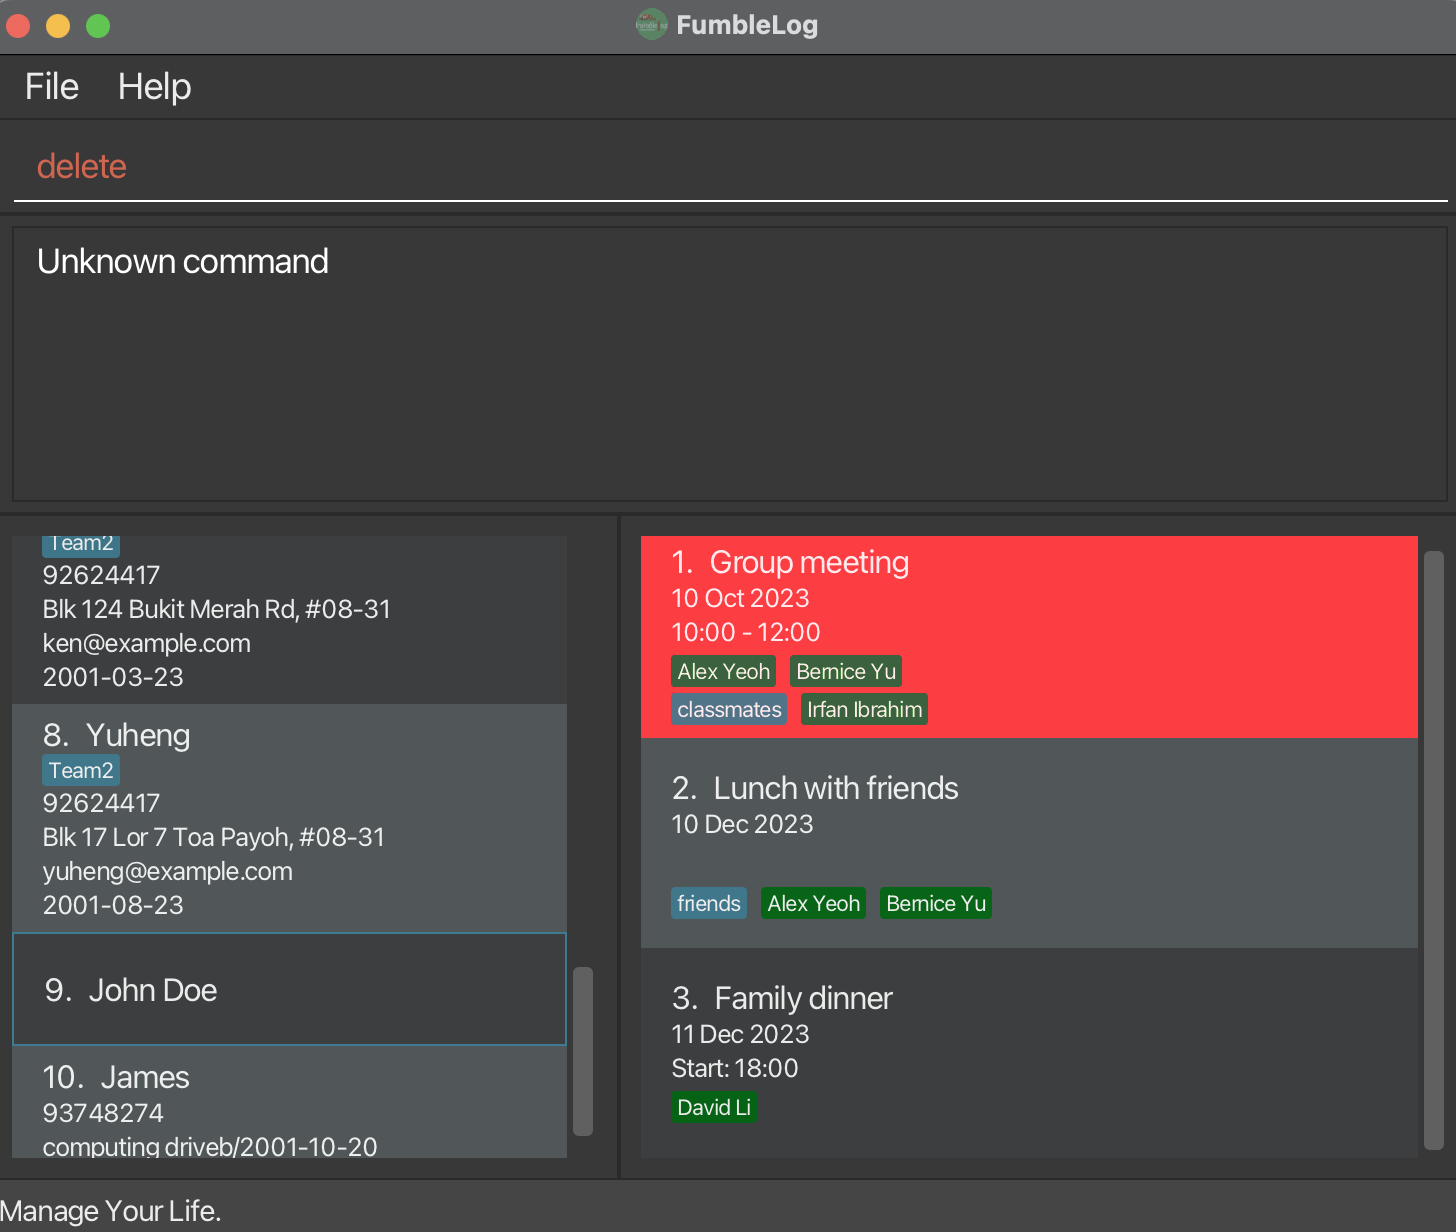 FumbleLog
File Help
delete
Unknown command
Team2
92624417
Blk 124 Bukit Merah Rd, #08-31
ken@example.com
2001-03-23
8. Yuheng
Team2
92624417
Blk 17 Lor 7 Toa Payoh, #08-31
yuheng@example.com
2001-08-23
9. John Doe
10. James
93748274
computing driveb/2001-10-20
1. Group meeting
10 Oct 2023
10:00 - 12:00
Alex Yeoh Bernice Yu
classmates Irfan Ibrahim
2. Lunch with friends
10 Dec 2023
friends Alex Yeoh Bernice Yu
3. Family dinner
11 Dec 2023
Start: 18:00
David Li
Manage Your Life.